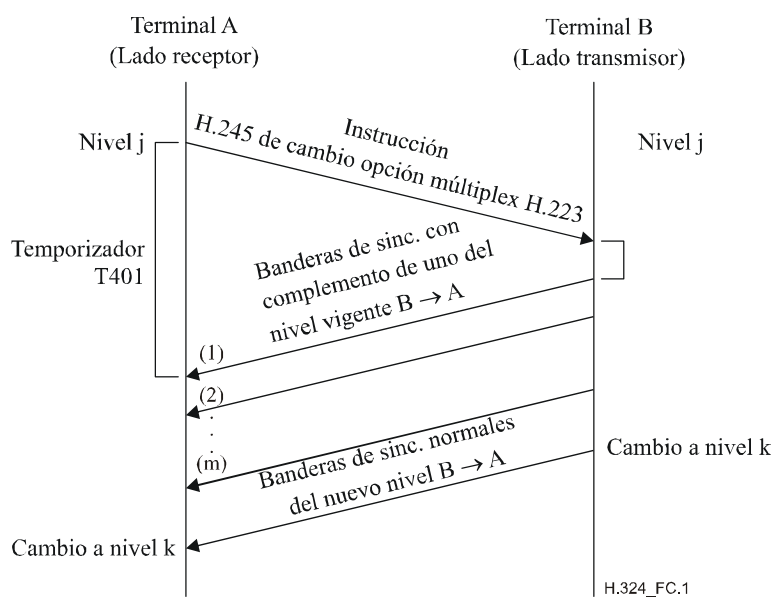 Terminal A
(Lado receptor)
Terminal B
(Lado transmisor)
Nivel j
Instrucción
H.245 de cambio opción múltiplex H.223
Nivel j
Temporizador
T401
Banderas de sinc. con
complemento de uno del
nivel vigente B → A
(1)
(2)
.
.
.
(m)
Banderas de sinc. normales
del nuevo nivel B → A
Cambio a nivel k
Cambio a nivel k
H.324_FC.1